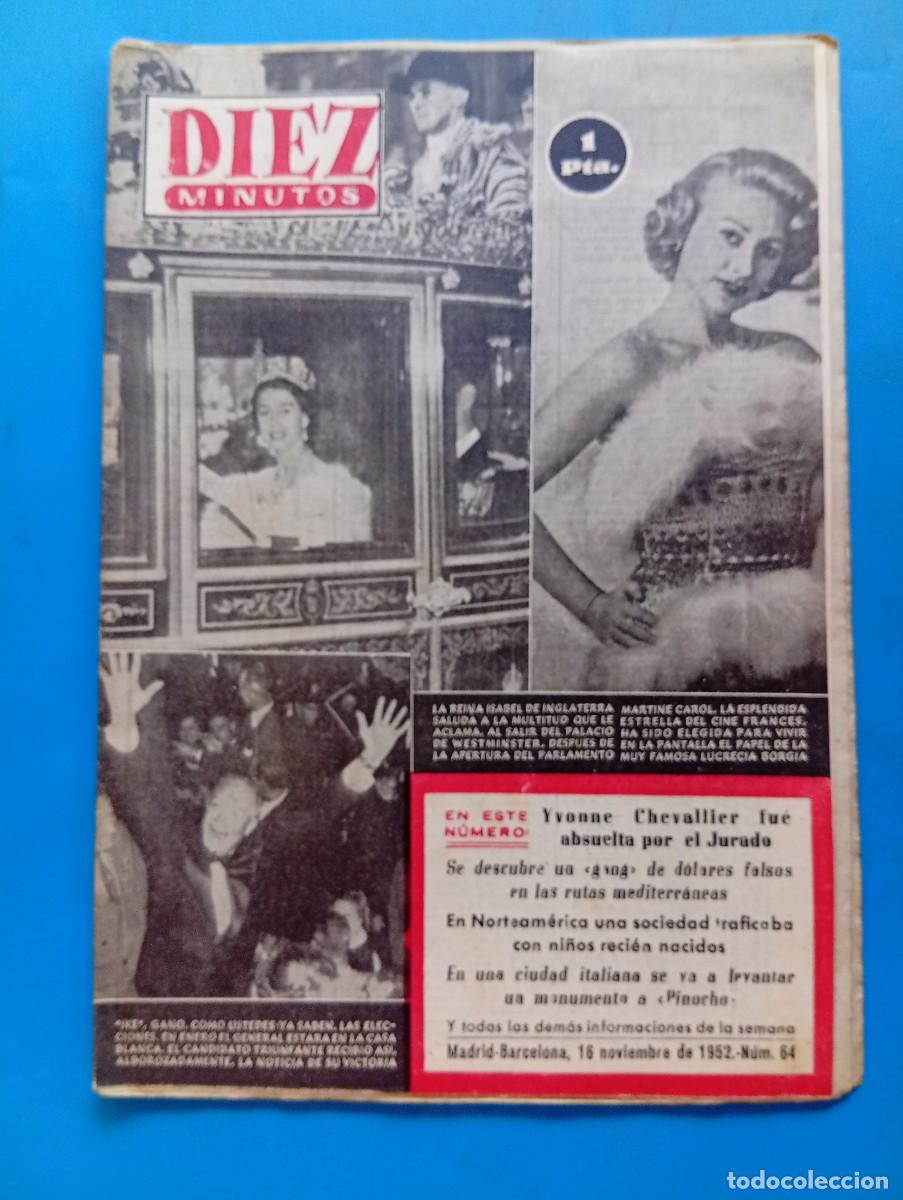 DIEZ
MINUTOS
1
Pta.
LA REINA ISABEL DE INGLATERRA
SALUDA A LA MULTITUD QUE LE
ACLAMA, AL SALIR DEL PALACIO
DE WESTMINSTER, DESPUES DE
LA APERTURA DEL PARLAMENTO
MARTINE CAROL, LA ESPLENDIDA
ESTRELLA DEL CINE FRANCES,
HA SIDO ELEGIDA PARA VIVIR
EN LA PANTALLA EL PAPEL DE LA
MUY FAMOSA LUCRECIA BORGIA
EN ESTE
NÚMERO:
Yvonne Chevallier fué
absuelta por el Jurado
Se descubre un «gang» de dólares falsos
en las rutas mediterráneas
En Norteamérica una sociedad traficaba
con niños recién nacidos
En una ciudad italiana se va a levantar
un monumento a «Pinocho»
Y todas las demás informaciones de la semana
Madrid-Barcelona, 16 noviembre de 1952.-Núm. 64
"IKE", GANO, COMO USTEDES YA SABEN, LAS ELEC-
CIONES. EN ENERO EL GENERAL ESTARA EN LA CASA
BLANCA. EL CANDIDATO TRIUNFANTE RECIBIO ASI,
ALBOROZADAMENTE, LA NOTICIA DE SU VICTORIA
todocoleccion